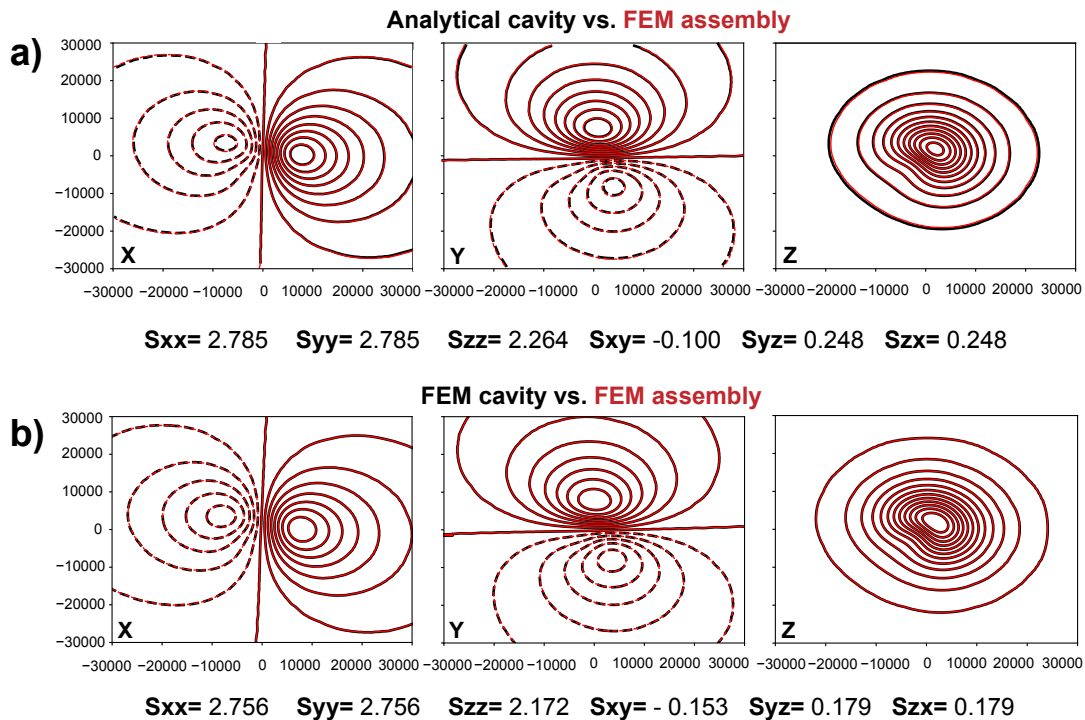 Analytical cavity vs. FEM assembly
a)
30000
20000
10000
0
−10000
−20000
−30000
X
Y
Z
−30000 −20000 −10000 0 10000 20000 30000
−30000 −20000 −10000 0 10000 20000 30000
−30000 −20000 −10000 0 10000 20000 30000
Sxx= 2.785 Syy= 2.785 Szz= 2.264 Sxy= -0.100 Syz= 0.248 Szx= 0.248
FEM cavity vs. FEM assembly
b)
30000
20000
10000
0
−10000
−20000
−30000
X
Y
Z
−30000 −20000 −10000 0 10000 20000 30000
−30000 −20000 −10000 0 10000 20000 30000
−30000 −20000 −10000 0 10000 20000 30000
Sxx= 2.756 Syy= 2.756 Szz= 2.172 Sxy= - 0.153 Syz= 0.179 Szx= 0.179